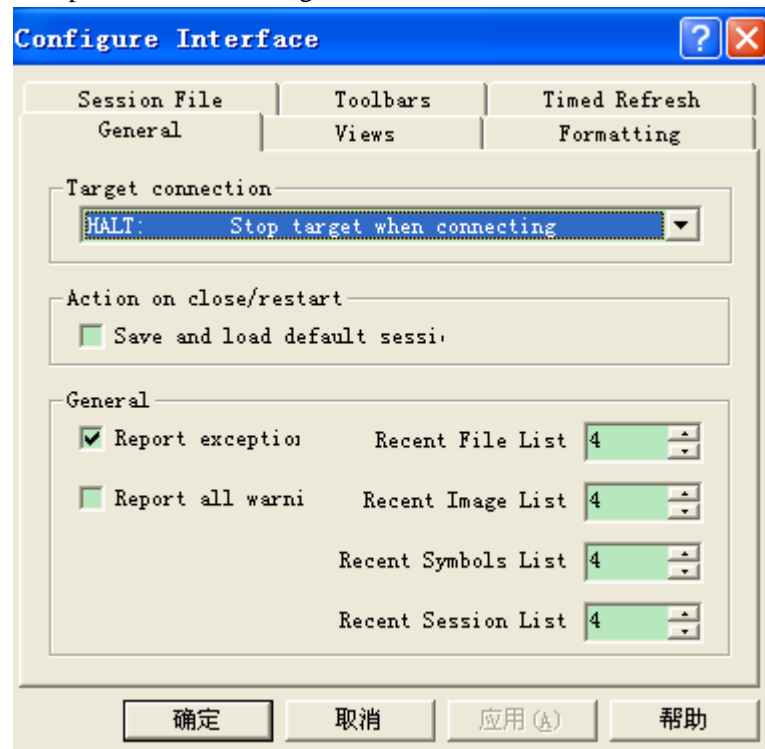 Configure Interface
Session File Toolbars Timed Refresh
General Views Formatting
Target connection
HALT: Stop target when connecting
Action on close/restart
Save and load default sessi
General
Report exceptio Recent File List 4
Report all warni Recent Image List 4
Recent Symbols List 4
Recent Session List 4
确定 取消 应用(A) 帮助